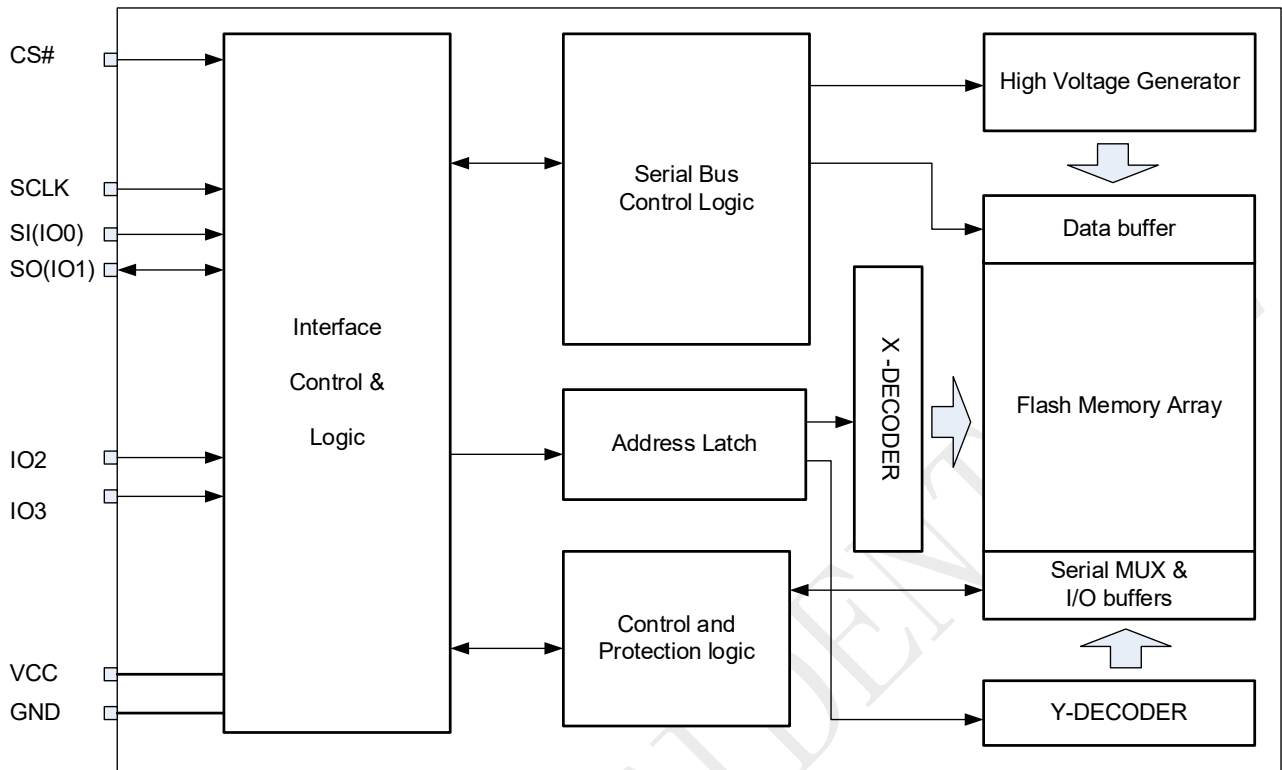 CS#
SCLK
SI(IO0)
SO(IO1)
IO2
IO3
VCC
GND
Interface
Control &
Logic
Serial Bus
Control Logic
Address Latch
Control and
Protection logic
X -DECODER
High Voltage Generator
Data buffer
Flash Memory Array
Serial MUX &
I/O buffers
Y-DECODER